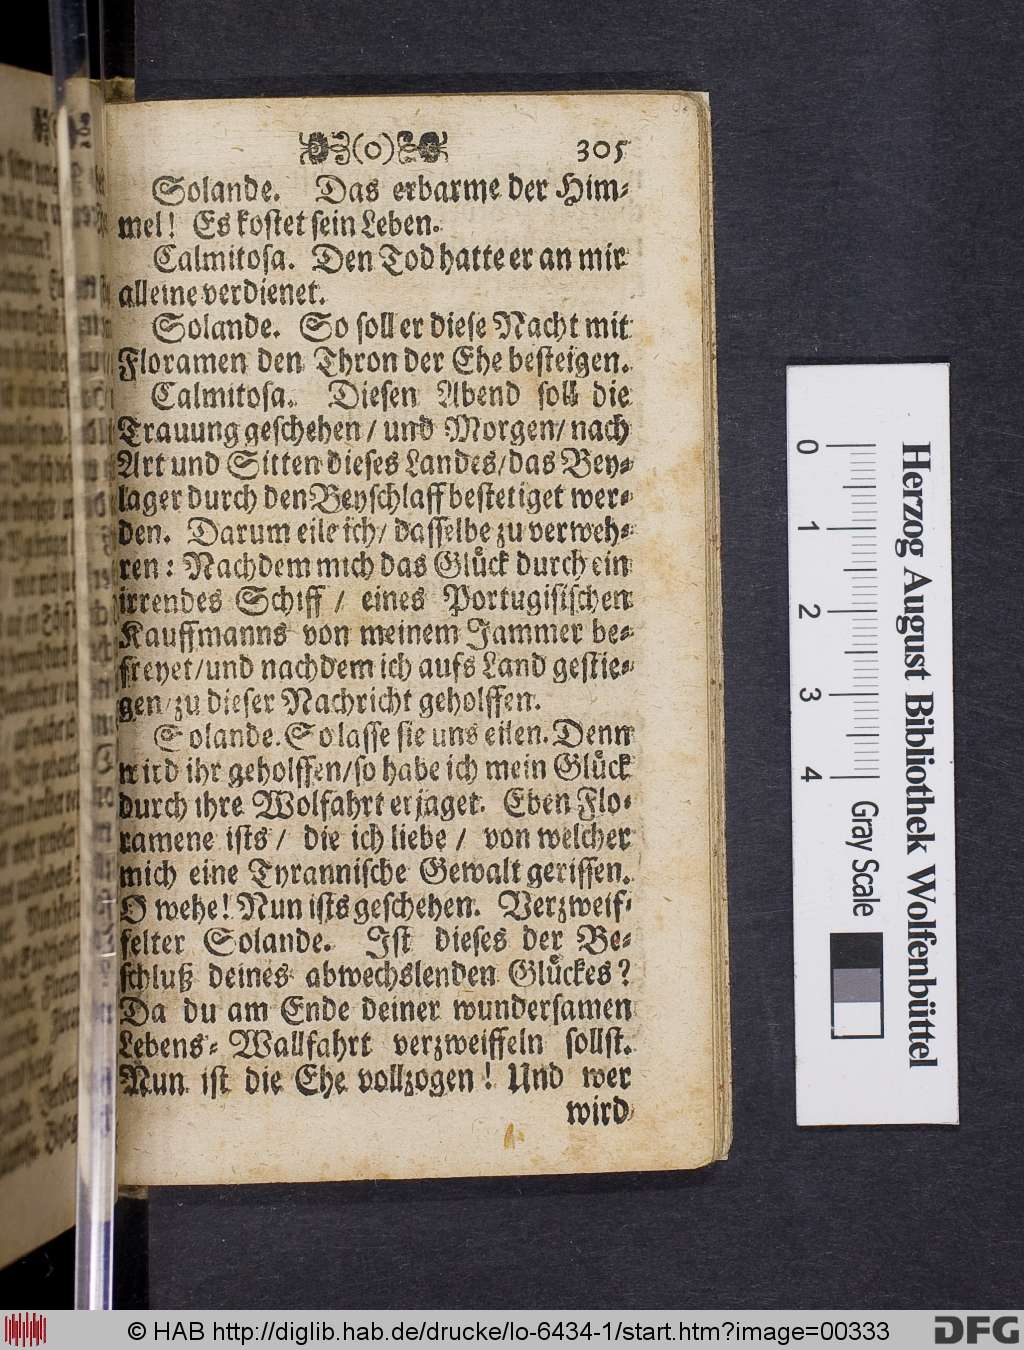 (o) 305
Solande. Das erbarme der Him⸗
mel! Es kostet sein Leben.
Calmitosa. Den Tod hatte er an mir
alleine verdienet.
Solande. So soll er diese Nacht mit
Floramen den Thron der Ehe besteigen.
Calmitosa. Diesen Abend soll die
Trauung geschehen / und Morgen / nach
Art und Sitten dieses Landes / das Bey⸗
lager durch den Beyschlaff bestetiget wer⸗
den. Darum eile ich / dasselbe zu verweh⸗
ren: Nachdem mich das Glück durch ein
irrendes Schiff / eines Portugisischen
Kauffmanns von meinem Jammer be⸗
freyet / und nachdem ich aufs Land gestie⸗
gen / zu dieser Nachricht geholffen.
Solande. So lasse sie uns eilen. Denn
wird ihr geholffen / so habe ich mein Glück
durch ihre Wolfahrt erjaget. Eben Flo⸗
ramene ists / die ich liebe / von welcher
mich eine Tyrannische Gewalt gerissen.
O wehe! Nun ists geschehen. Verzweif⸗
felter Solande. Ist dieses der Be⸗
schluß deines abwechslenden Glückes?
Da du am Ende deiner wundersamen
Lebens⸗Wallfahrt verzweiffeln sollst.
Nun ist die Ehe vollzogen! Und wer
wird
Herzog August Bibliothek Wolfenbüttel
0 1 2 3 4 Gray Scale
© HAB http://diglib.hab.de/drucke/lo-6434-1/start.htm?image=00333
DFG